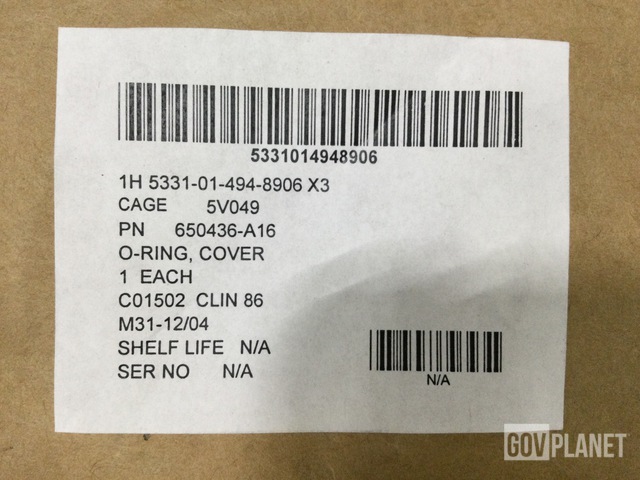 5331014948906
1H 5331-01-494-8906 X3
CAGE 5V049
PN 650436-A16
O-RING, COVER
1 EACH
C01502 CLIN 86
M31-12/04
SHELF LIFE N/A
SER NO N/A
N/A
GOVPLANET